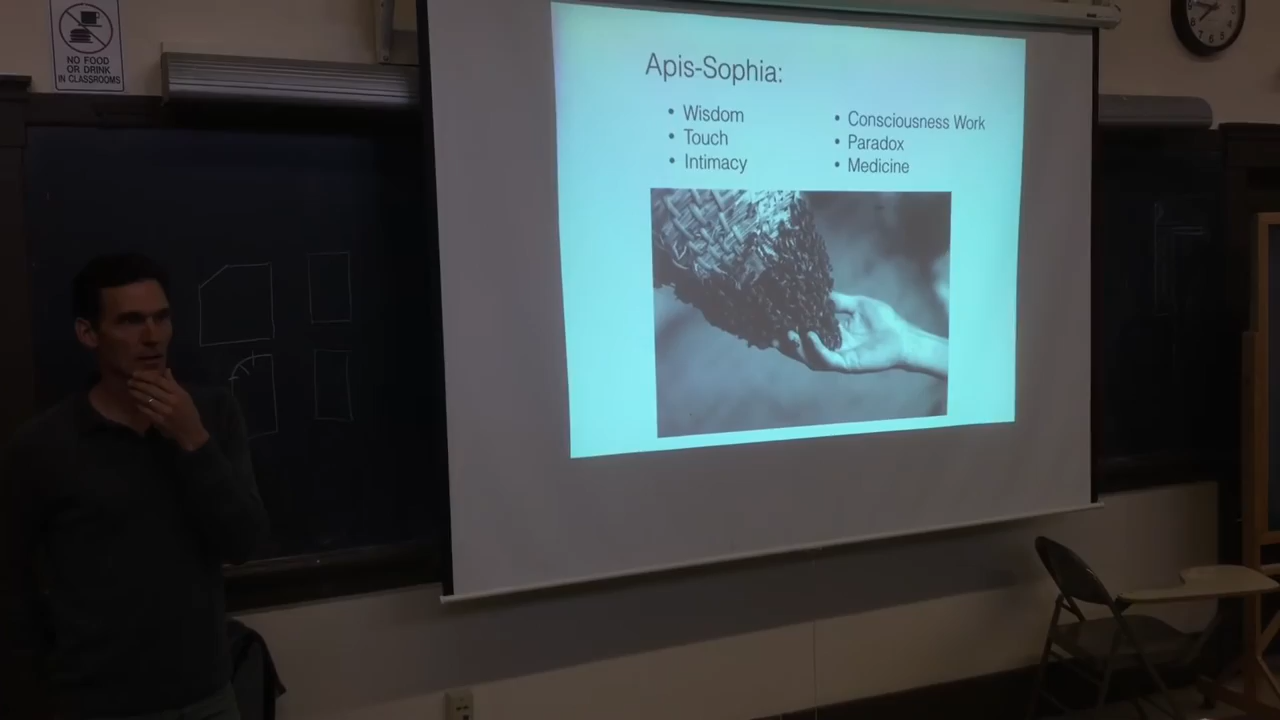 NO FOOD
OR DRINK
IN CLASSROOMS
Apis-Sophia:
• Wisdom
• Touch
• Intimacy
• Consciousness Work
• Paradox
• Medicine